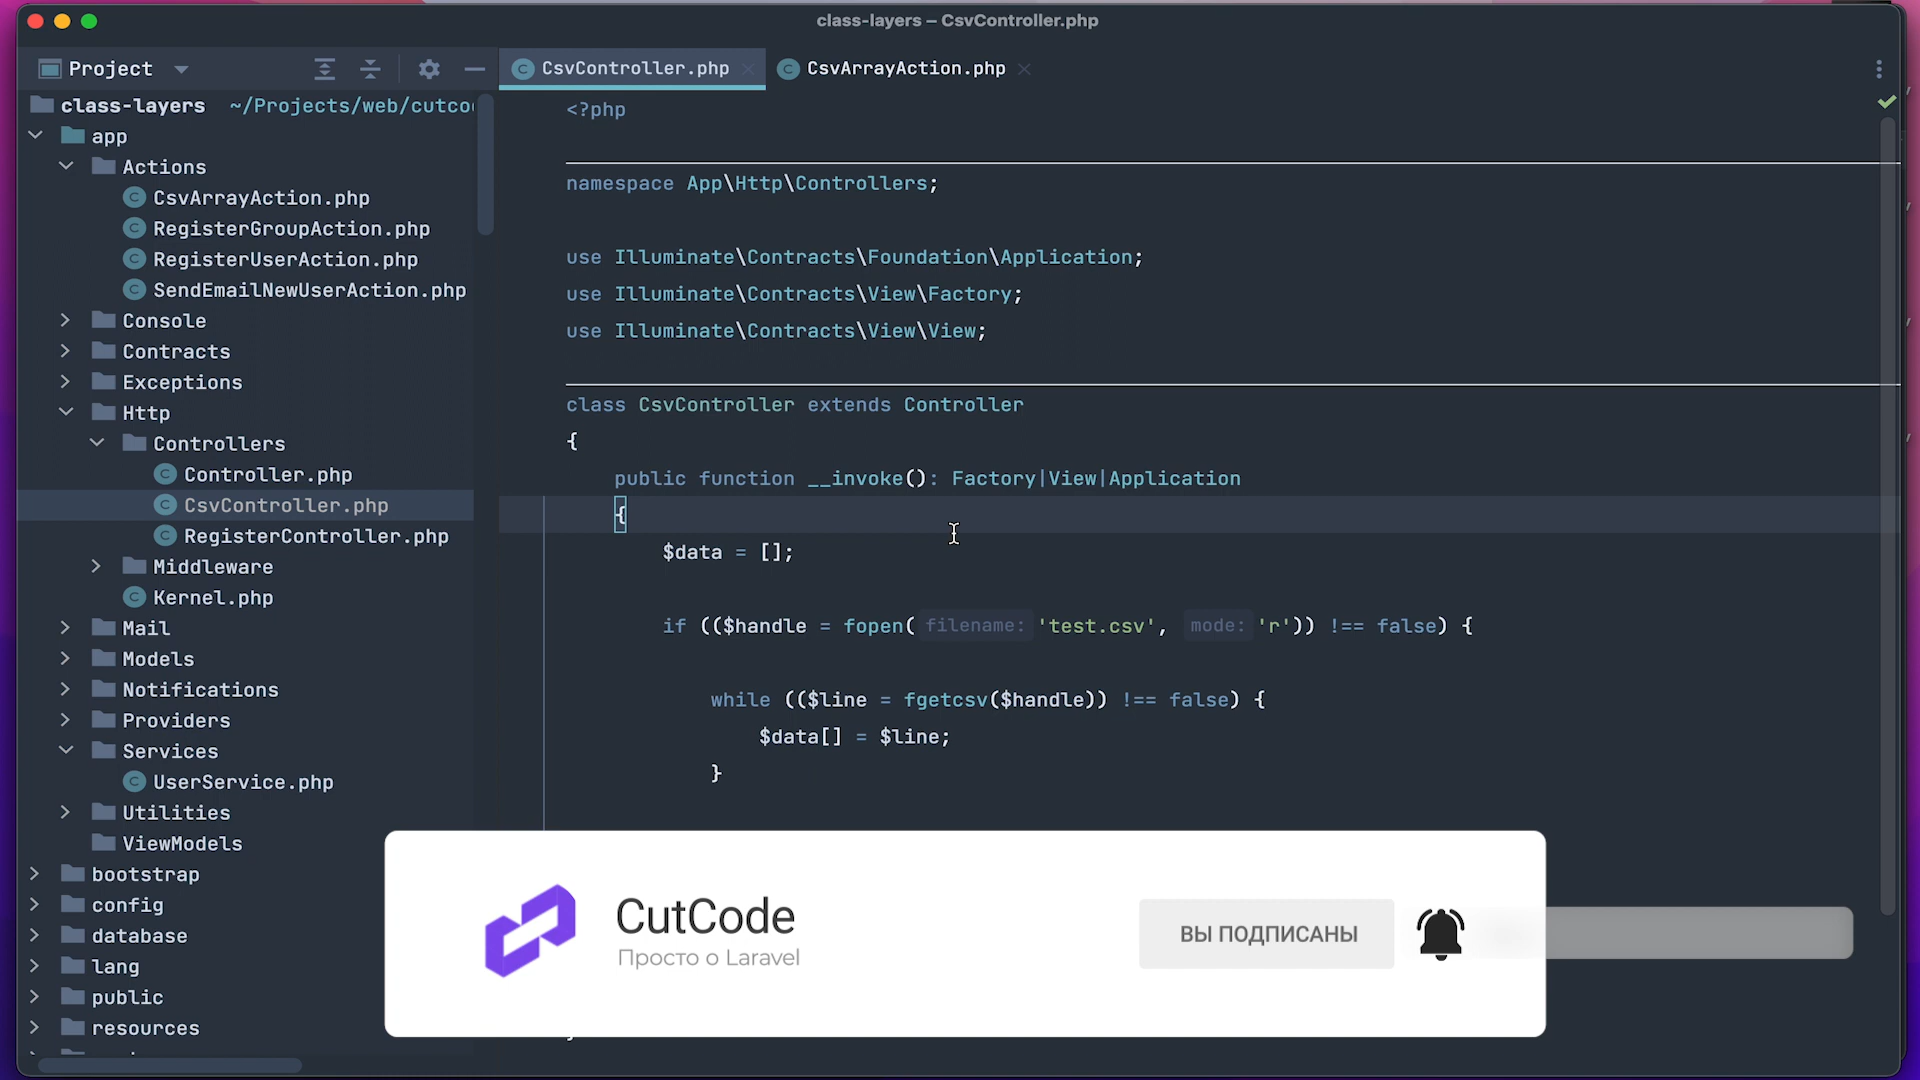 class-layers – CsvController.php
Project
CsvController.php
CsvArrayAction.php
class-layers ~/Projects/web/cutco
app
Actions
CsvArrayAction.php
RegisterGroupAction.php
RegisterUserAction.php
SendEmailNewUserAction.php
Console
Contracts
Exceptions
Http
Controllers
Controller.php
CsvController.php
RegisterController.php
Middleware
Kernel.php
Mail
Models
Notifications
Providers
Services
UserService.php
Utilities
ViewModels
bootstrap
config
database
lang
public
resources
<?php
namespace App\Http\Controllers;
use Illuminate\Contracts\Foundation\Application;
use Illuminate\Contracts\View\Factory;
use Illuminate\Contracts\View\View;
class CsvController extends Controller
{
public function __invoke(): Factory|View|Application
{
$data = [];
if (($handle = fopen( filename: 'test.csv', mode: 'r')) !== false) {
while (($line = fgetcsv($handle)) !== false) {
$data[] = $line;
}
CutCode
Просто о Laravel
ВЫ ПОДПИСАНЫ